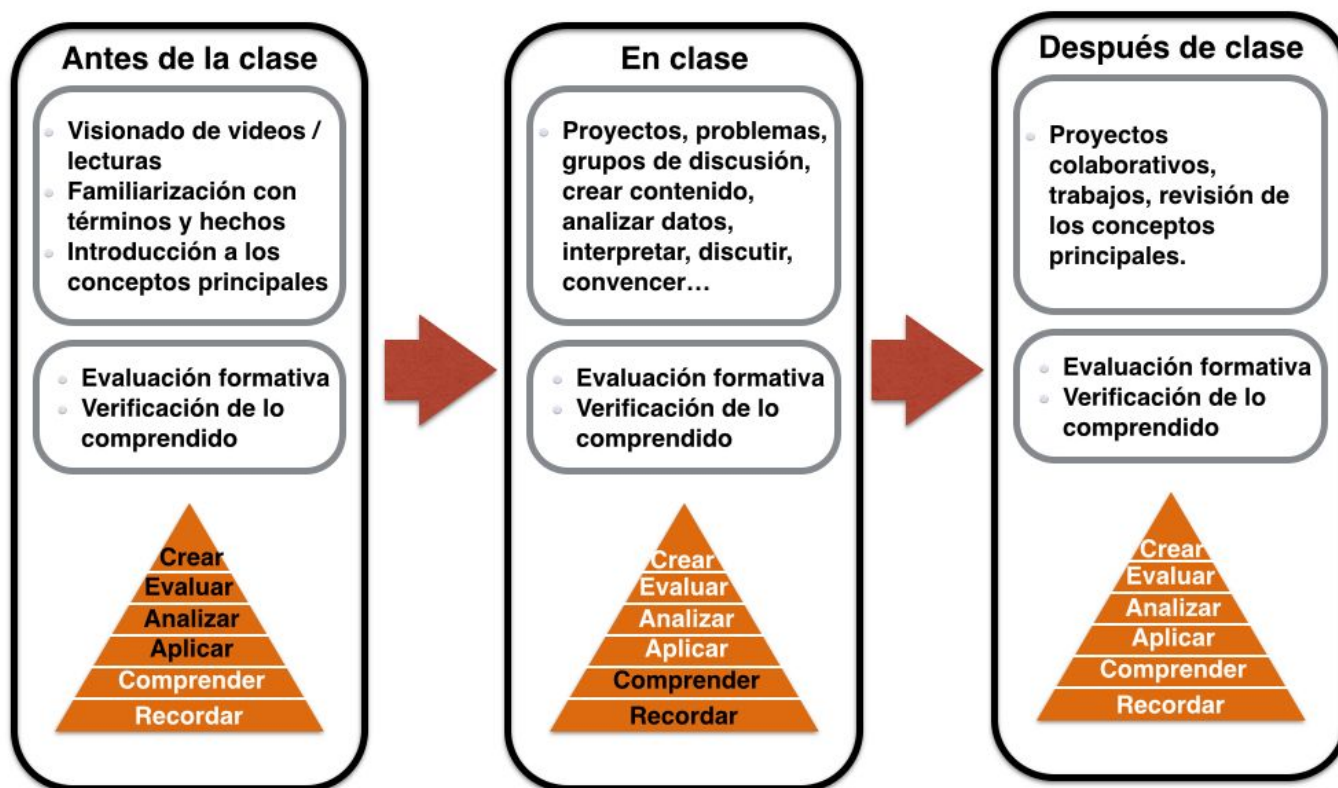 Antes de la clase
Visionado de videos /
lecturas
Familiarización con
términos y hechos
Introducción a los
conceptos principales
Evaluación formativa
Verificación de lo
comprendido
Crear
Evaluar
Analizar
Aplicar
Comprender
Recordar
En clase
Proyectos, problemas,
grupos de discusión,
crear contenido,
analizar datos,
interpretar, discutir,
convencer…
Evaluación formativa
Verificación de lo
comprendido
Crear
Evaluar
Analizar
Aplicar
Comprender
Recordar
Después de clase
Proyectos
colaborativos,
trabajos, revisión de
los conceptos
principales.
Evaluación formativa
Verificación de lo
comprendido
Crear
Evaluar
Analizar
Aplicar
Comprender
Recordar